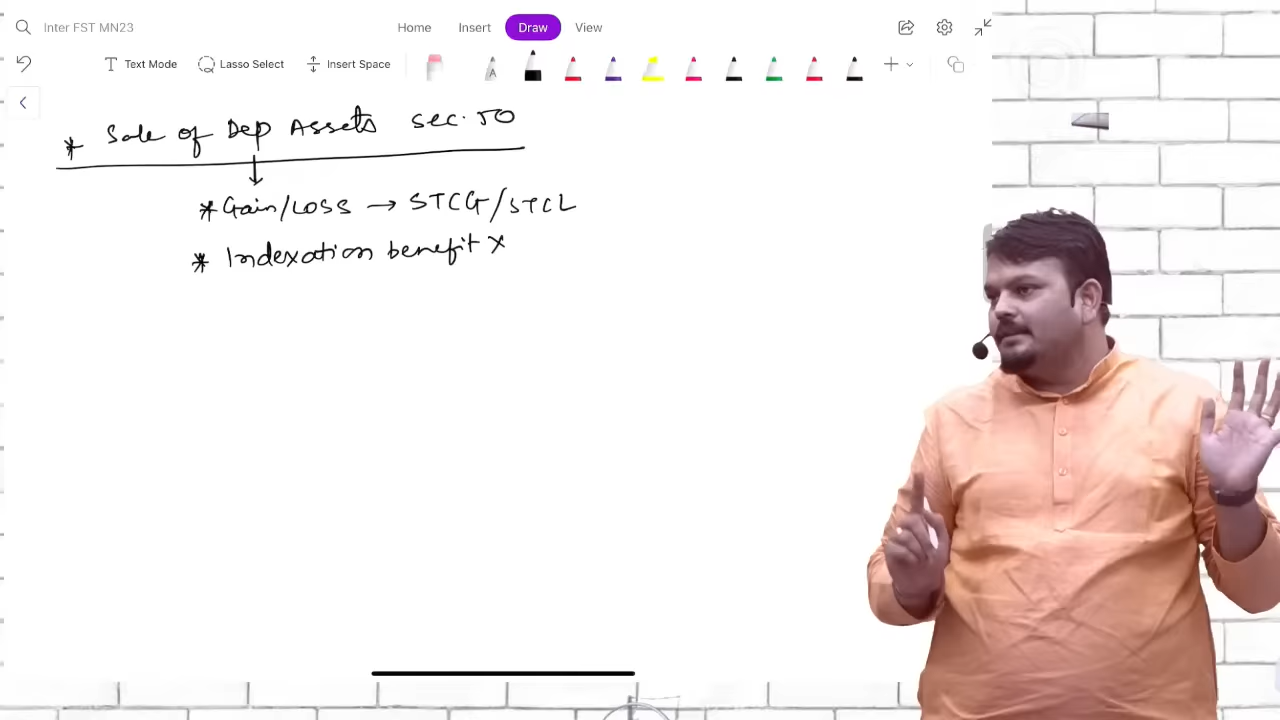 Inter FST MN23
Home Insert Draw View
Text Mode Lasso Select Insert Space
* Sale of Dep Assets sec. 50
* Gain/Loss → STCG/STCL
* Indexation benefit ×